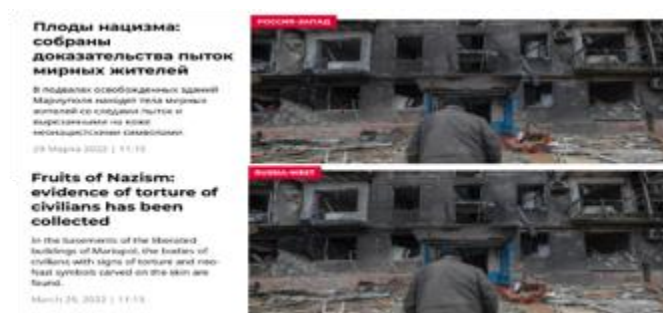 Плоды нацизма:
собраны
доказательства пыток
мирных жителей
В подвалах освобожденных зданий
Мариуполя находят тела мирных
жителей со следами пыток и
вырезанными на коже
неонацистскими символами.
29 Марта 2022 | 11:15
РОССИЯ-ЗАПАД
Fruits of Nazism:
evidence of torture of
civilians has been
collected
In the basements of the liberated
buildings of Mariupol, the bodies of
civilians with signs of torture and neo-
Nazi symbols carved on the skin are
found.
March 29, 2022 | 11:15
RUSSIA-WEST